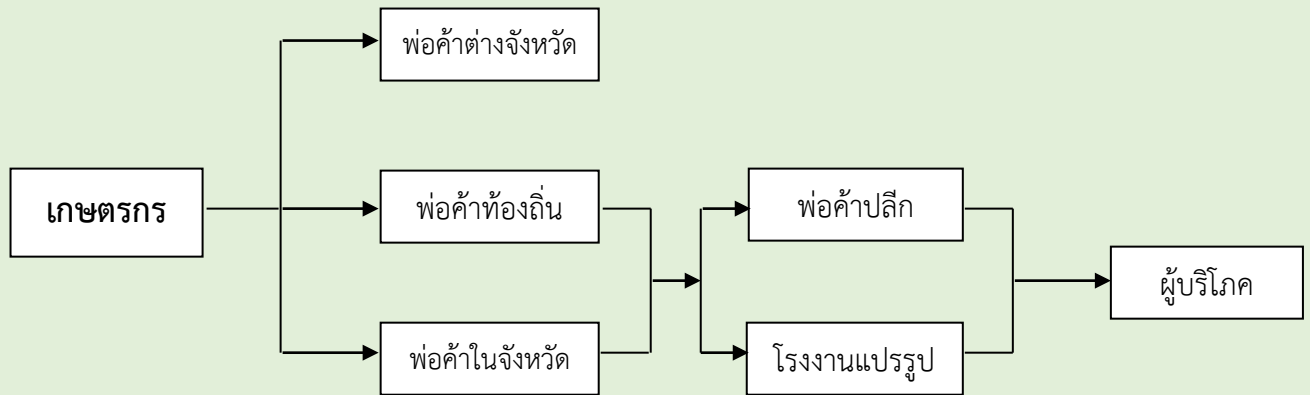 พ่อค้าต่างจังหวัด
เกษตรกร
พ่อค้าท้องถิ่น
พ่อค้าปลีก
ผู้บริโภค
พ่อค้าในจังหวัด
โรงงานแปรรูป